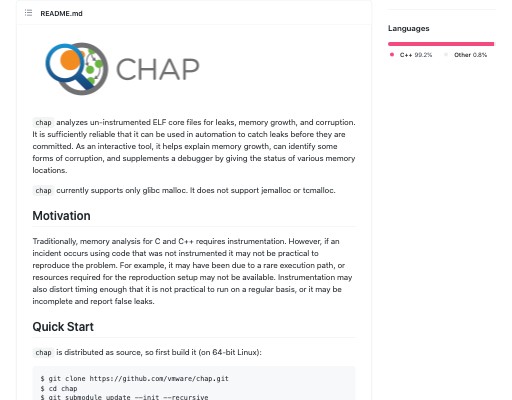 README.md
CHAP
chap analyzes un-instrumented ELF core files for leaks, memory growth, and corruption.
It is sufficiently reliable that it can be used in automation to catch leaks before they are
committed. As an interactive tool, it helps explain memory growth, can identify some
forms of corruption, and supplements a debugger by giving the status of various memory
locations.
chap currently supports only glibc malloc. It does not support jemalloc or tcmalloc.
Motivation
Traditionally, memory analysis for C and C++ requires instrumentation. However, if an
incident occurs using code that was not instrumented it may not be practical to
reproduce the problem. For example, it may have been due to a rare execution path, or
resources required for the reproduction setup may not be available. Instrumentation may
also distort timing enough that it is not practical to run on a regular basis, or it may be
incomplete and report false leaks.
Quick Start
chap is distributed as source, so first build it (on 64-bit Linux):
$ git clone https://github.com/vmware/chap.git
$ cd chap
$ git submodule update --init --recursive
Languages
C++ 99.2% Other 0.8%